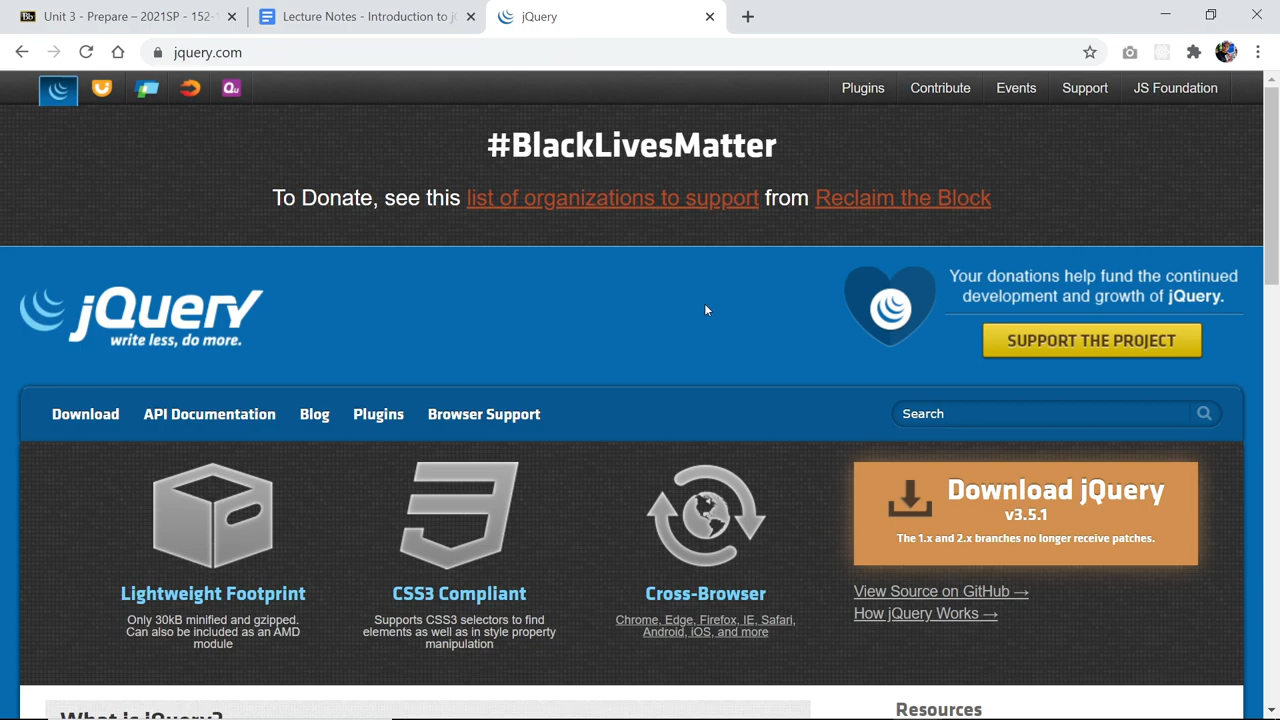 Unit 3 - Prepare – 2021SP - 152-1
Lecture Notes - Introduction to jQ
jQuery
jquery.com
Plugins
Contribute
Events
Support
JS Foundation
#BlackLivesMatter
To Donate, see this list of organizations to support from Reclaim the Block
jQuery
write less, do more.
Your donations help fund the continued
development and growth of jQuery.
SUPPORT THE PROJECT
Download
API Documentation
Blog
Plugins
Browser Support
Search
Lightweight Footprint
Only 30kB minified and gzipped.
Can also be included as an AMD
module
CSS3 Compliant
Supports CSS3 selectors to find
elements as well as in style property
manipulation
Cross-Browser
Chrome, Edge, Firefox, IE, Safari,
Android, iOS, and more
Download jQuery
v3.5.1
The 1.x and 2.x branches no longer receive patches.
View Source on GitHub →
How jQuery Works →
What is jQuery?
Resources